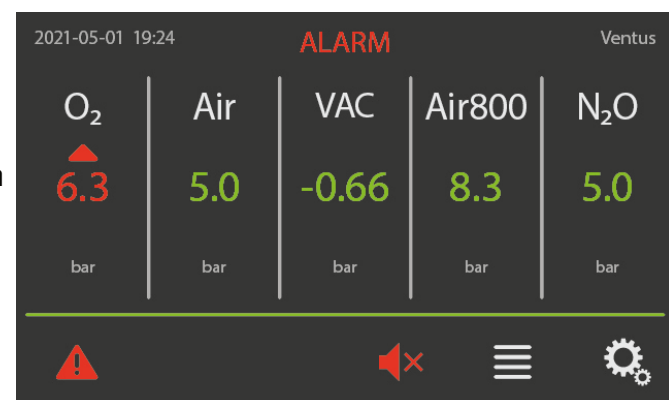 2021-05-01 19:24 ALARM Ventus
O₂ Air VAC Air800 N₂O
6.3 5.0 -0.66 8.3 5.0
bar bar bar bar bar